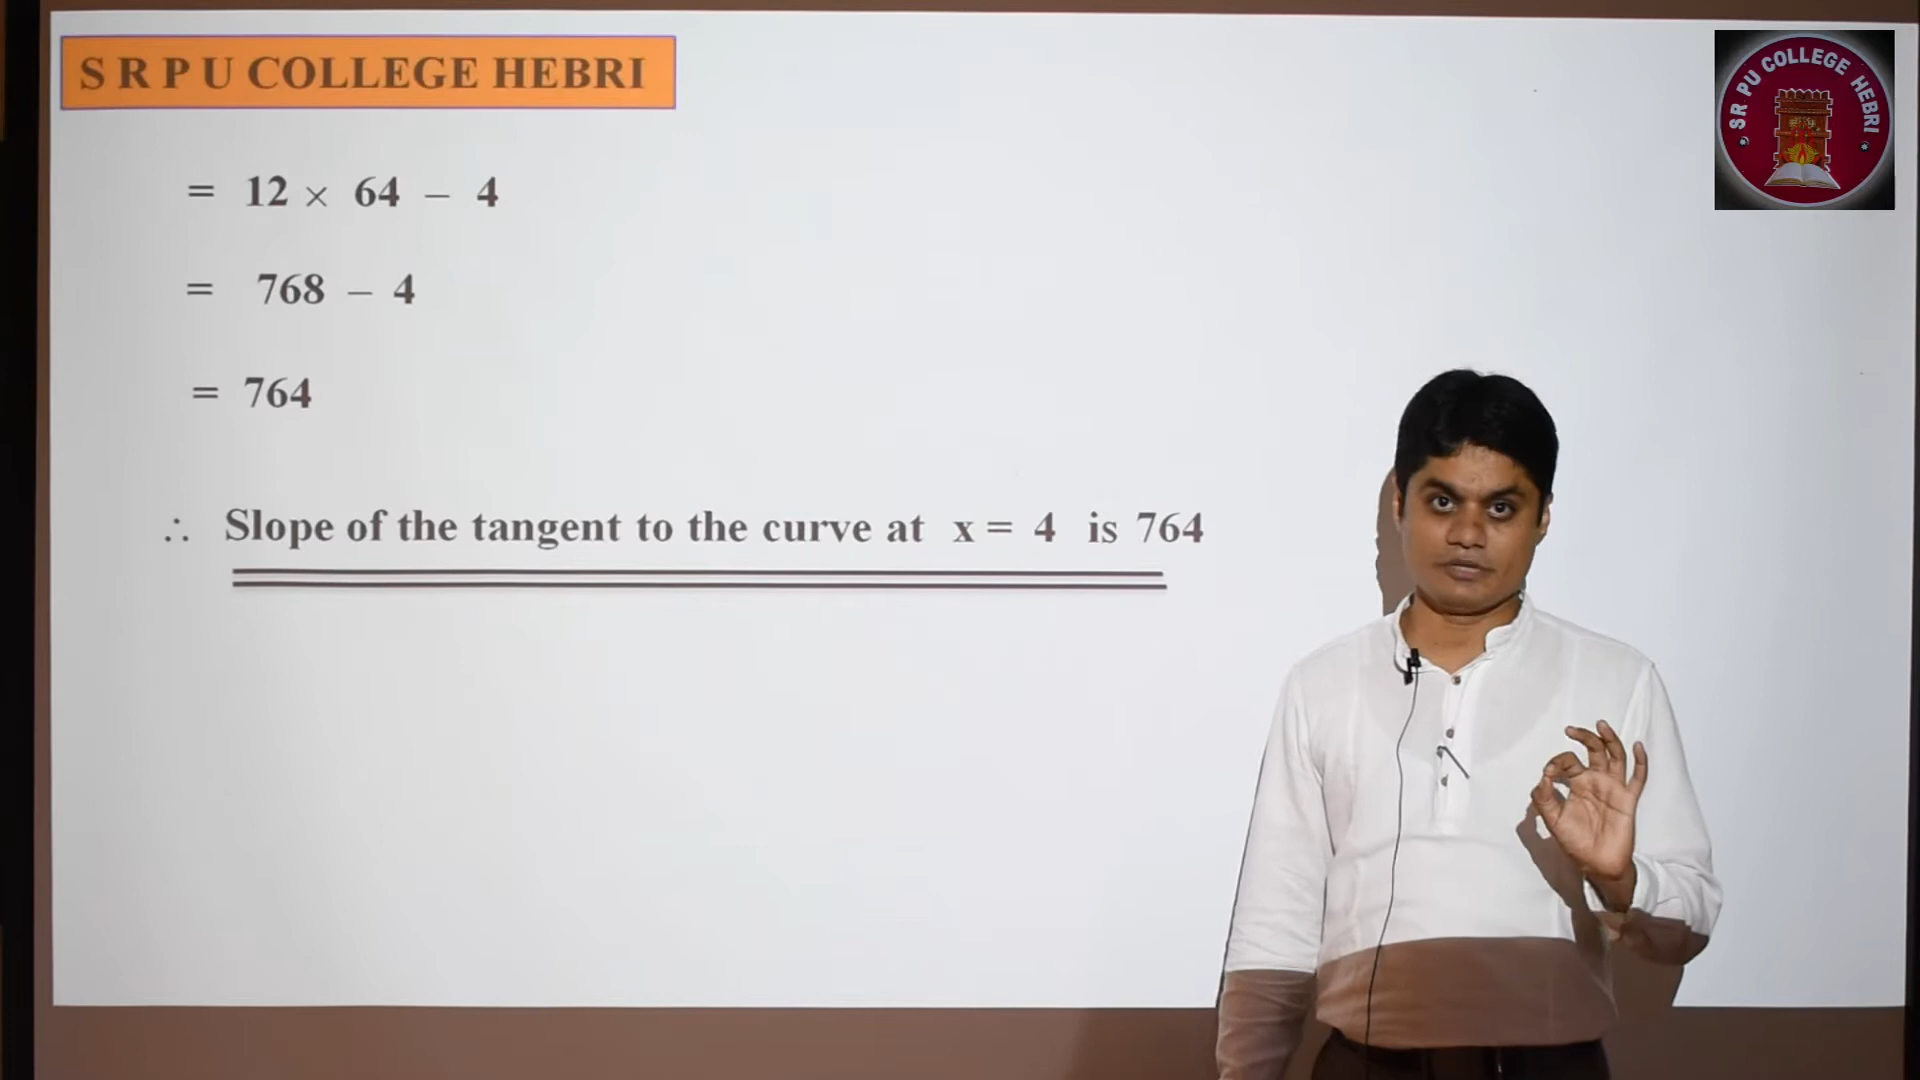 S R P U COLLEGE HEBRI
SR PU COLLEGE HEBRI
= 12 × 64 – 4
= 768 – 4
= 764
∴ Slope of the tangent to the curve at x = 4 is 764